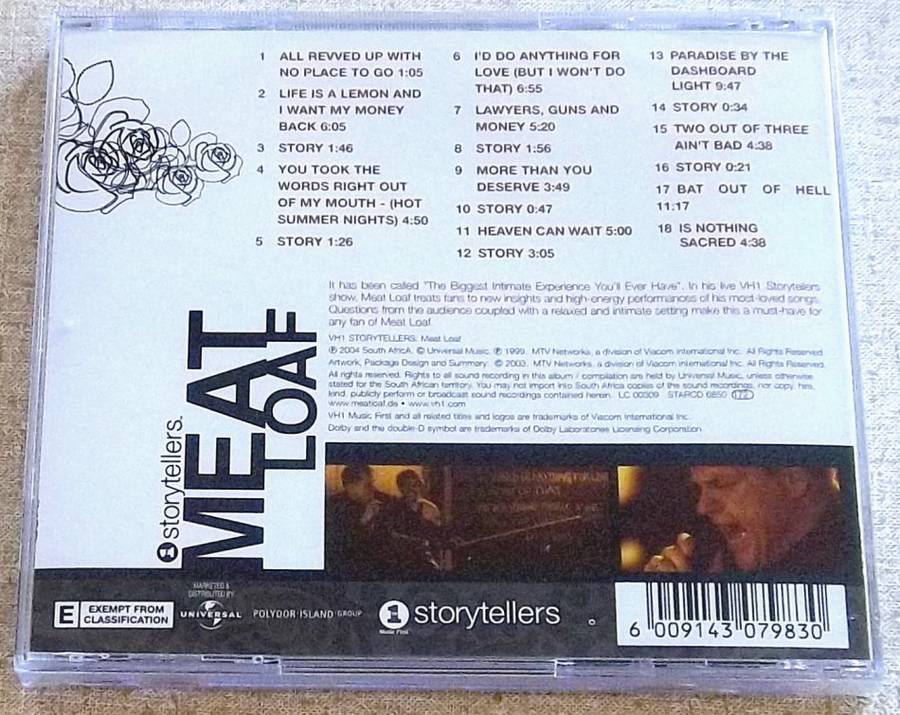 1 ALL REVVED UP WITH
NO PLACE TO GO 1:05
2 LIFE IS A LEMON AND
I WANT MY MONEY
BACK 6:05
3 STORY 1:46
4 YOU TOOK THE
WORDS RIGHT OUT
OF MY MOUTH - (HOT
SUMMER NIGHTS) 4:50
5 STORY 1:26
6 I'D DO ANYTHING FOR
LOVE (BUT I WON'T DO
THAT) 6:55
7 LAWYERS, GUNS AND
MONEY 5:20
8 STORY 1:56
9 MORE THAN YOU
DESERVE 3:49
10 STORY 0:47
11 HEAVEN CAN WAIT 5:00
12 STORY 3:05
13 PARADISE BY THE
DASHBOARD
LIGHT 9:47
14 STORY 0:34
15 TWO OUT OF THREE
AIN'T BAD 4:38
16 STORY 0:21
17 BAT OUT OF HELL
11:17
18 IS NOTHING
SACRED 4:38
It has been called "The Biggest Intimate Experience You'll Ever Have". In his live VH1 Storytellers
show, Meat Loaf treats fans to new insights and high-energy performances of his most-loved songs.
Questions from the audience coupled with a relaxed and intimate setting make this a must-have for
any fan of Meat Loaf.
VH1 STORYTELLERS: Meat Loaf
℗ 2004 South AfricA. © Universal Music. ℗ 1999. MTV Networks, a division of Viacom International Inc. All Rights Reserved.
Artwork, Package Design and Summary: © 2003. MTV Networks, a division of Viacom International Inc. All Rights Reserved.
All rights reserved. Rights to all sound recording in this album / compilation are held by Universal Music, unless otherwise
stated for the South African territory. You may not import into South Africa copies of the sound recordings, nor copy, hire,
lend, publicly perform or broadcast sound recordings contained herein. LC 00309 STARCD 6850 (172)
www.meatloaf.de • www.vh1.com
VH1 Music First and all related titles and logos are trademarks of Viacom International Inc.
Dolby and the double-D symbol are trademarks of Dolby Laboratories Licensing Corporation
1 storytellers.
MEAT
LOAF
E EXEMPT FROM
CLASSIFICATION
MARKETED &
DISTRIBUTED BY
UNIVERSAL
POLYDOR·ISLAND GROUP
1 storytellers
Music First
6 009143 079830